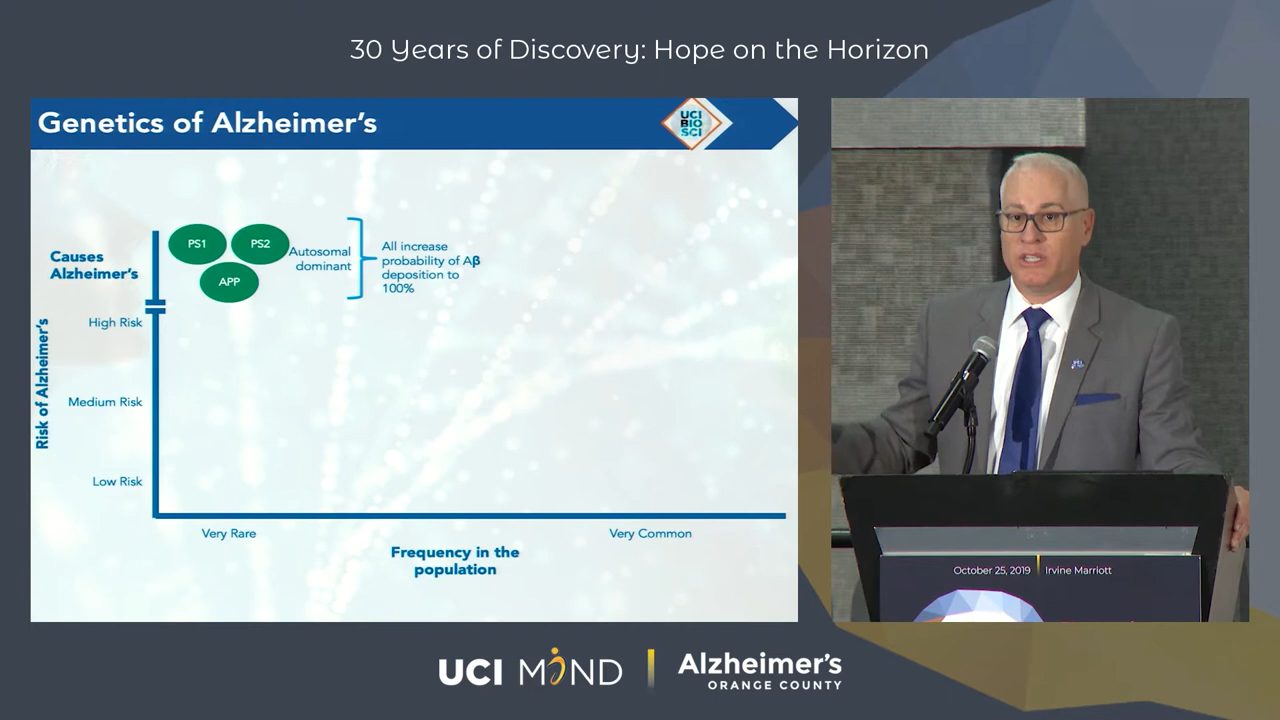 30 Years of Discovery: Hope on the Horizon
Genetics of Alzheimer's
UCI
BIO
SCI
PS1
PS2
APP
Autosomal
dominant
All increase
probability of Aβ
deposition to
100%
Causes
Alzheimer's
High Risk
Medium Risk
Low Risk
Risk of Alzheimer's
Very Rare
Very Common
Frequency in the
population
October 25, 2019 | Irvine Marriott
UCI MIND | Alzheimer's
ORANGE COUNTY